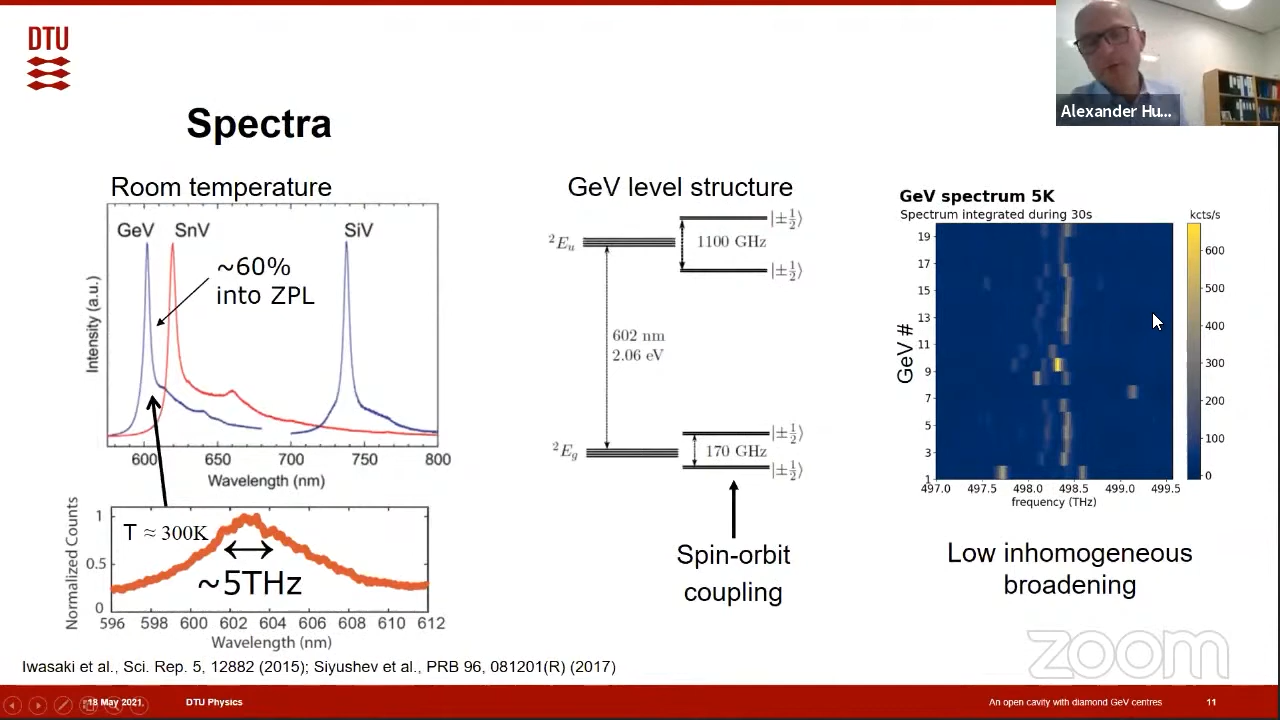 DTU
Alexander Hu...
Spectra
Room temperature
GeV
SnV
SiV
~60%
into ZPL
Intensity (a.u.)
600 650 700 750 800
Wavelength (nm)
T ≈ 300K
~5THz
Normalized Counts
1
0.5
0
596 598 600 602 604 606 608 610 612
Wavelength (nm)
GeV level structure
²Eᵤ
|±½⟩
1100 GHz
|±½⟩
602 nm
2.06 eV
²E_g
|±½⟩
170 GHz
|±½⟩
Spin-orbit
coupling
GeV spectrum 5K
Spectrum integrated during 30s
kcts/s
GeV #
19
17
15
13
11
9
7
5
3
1
497.0 497.5 498.0 498.5 499.0 499.5
frequency (THz)
600
500
400
300
200
100
0
Low inhomogeneous
broadening
zoom
Iwasaki et al., Sci. Rep. 5, 12882 (2015); Siyushev et al., PRB 96, 081201(R) (2017)
18 May 2021,
DTU Physics
An open cavity with diamond GeV centres
11